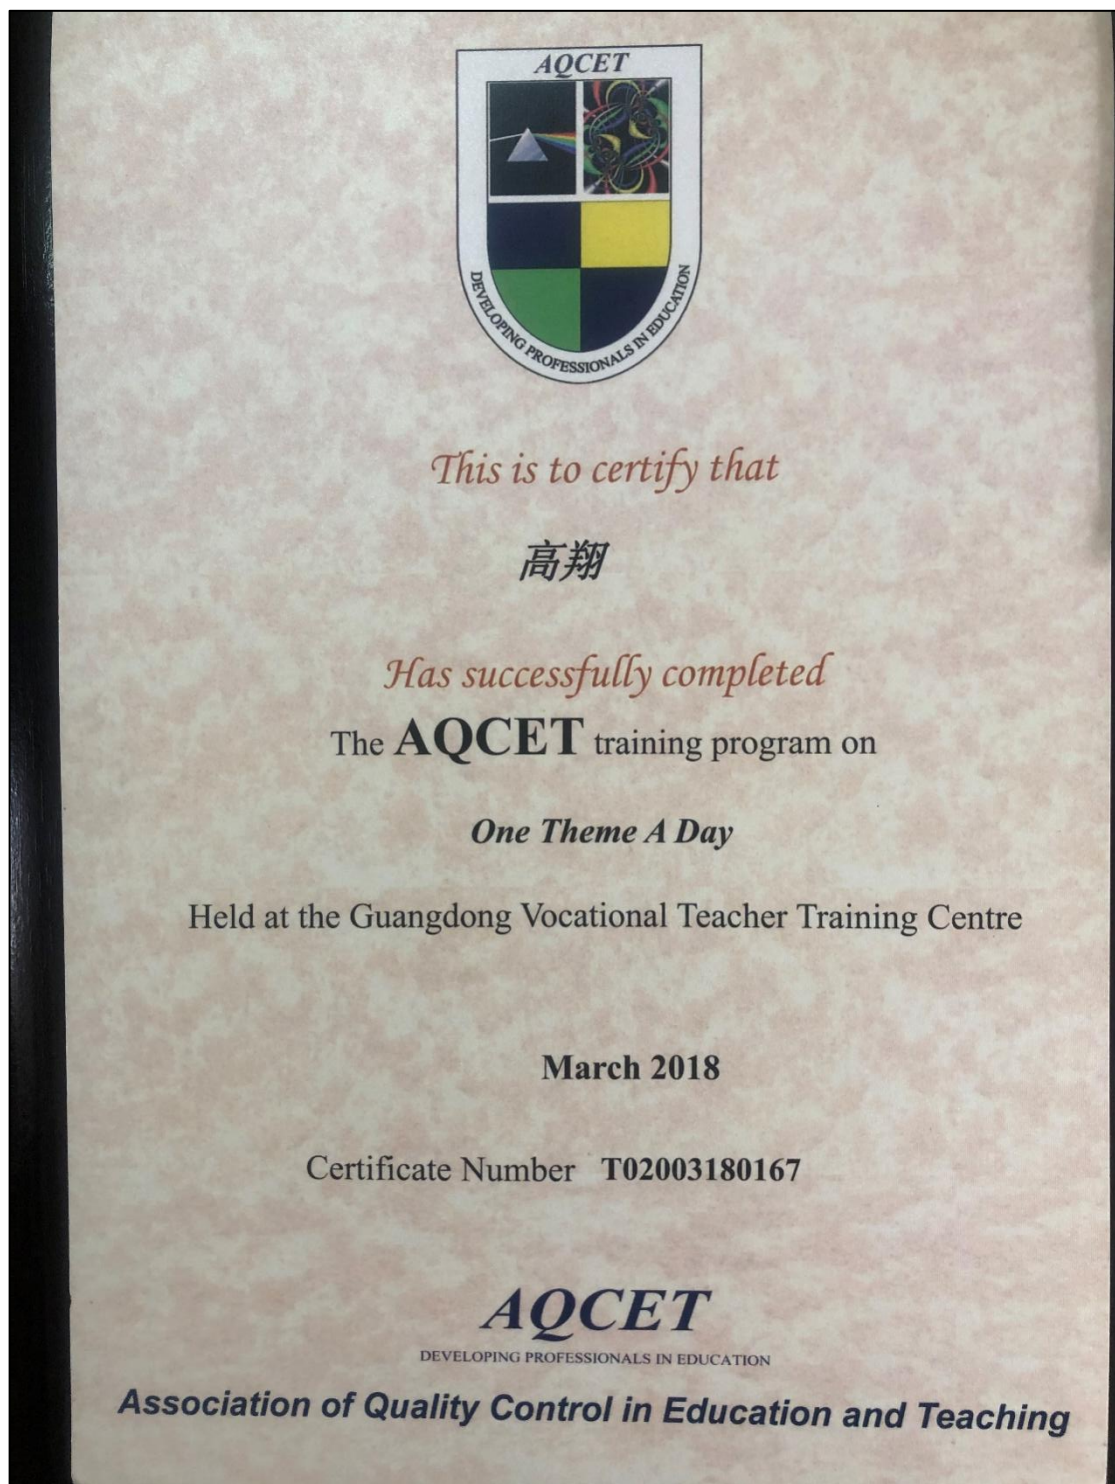 AQCET
DEVELOPING PROFESSIONALS IN EDUCATION
This is to certify that
高翔
Has successfully completed
The AQCET training program on
One Theme A Day
Held at the Guangdong Vocational Teacher Training Centre
March 2018
Certificate Number T02003180167
AQCET
DEVELOPING PROFESSIONALS IN EDUCATION
Association of Quality Control in Education and Teaching